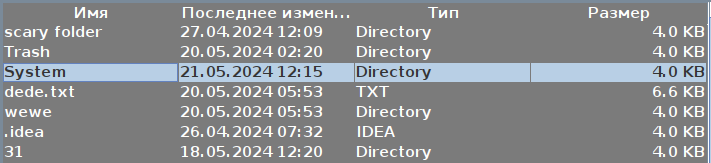 Имя Последнее измен... Тип Размер
scary folder 27.04.2024 12:09 Directory 4.0 KB
Trash 20.05.2024 02:20 Directory 4.0 KB
System 21.05.2024 12:15 Directory 4.0 KB
dede.txt 20.05.2024 05:53 TXT 6.6 KB
wewe 20.05.2024 05:53 Directory 4.0 KB
.idea 26.04.2024 07:32 IDEA 4.0 KB
31 18.05.2024 12:20 Directory 4.0 KB